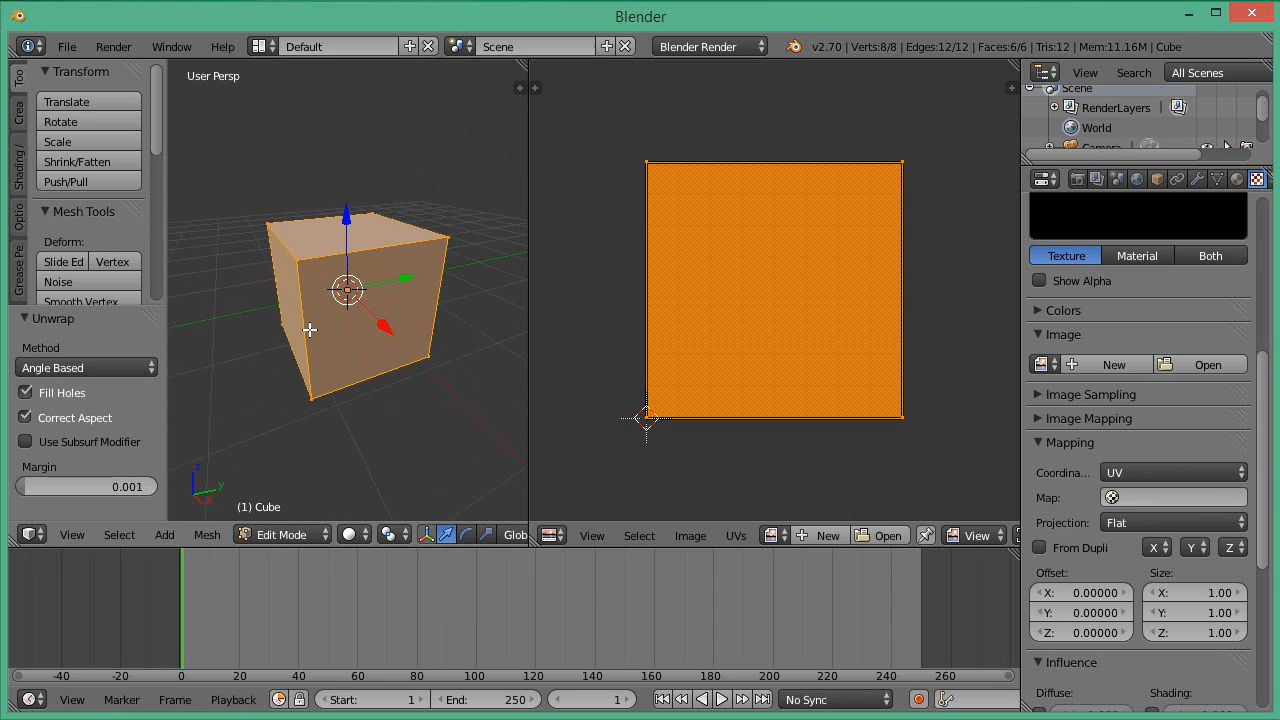 Blender
File Render Window Help Default Scene Blender Render v2.70 | Verts:8/8 | Edges:12/12 | Faces:6/6 | Tris:12 | Mem:11.16M | Cube
Too
Crea
Shading /
Optio
Grease Pe
Transform
Translate
Rotate
Scale
Shrink/Fatten
Push/Pull
Mesh Tools
Deform:
Slide Ed Vertex
Noise
Smooth Vertex
Unwrap
Method
Angle Based
Fill Holes
Correct Aspect
Use Subsurf Modifier
Margin
0.001
User Persp
z
y
(1) Cube
View Select Add Mesh Edit Mode Glob
View Select Image UVs New Open View
View Search All Scenes
Scene
RenderLayers |
World
Camera
Texture Material Both
Show Alpha
Colors
Image
New Open
Image Sampling
Image Mapping
Mapping
Coordina... UV
Map:
Projection: Flat
From Dupli X Y Z
Offset: Size:
X: 0.00000 X: 1.00
Y: 0.00000 Y: 1.00
Z: 0.00000 Z: 1.00
Influence
Diffuse: Shading:
-40 -20 0 20 40 60 80 100 120 140 160 180 200 220 240 260
View Marker Frame Playback Start: 1 End: 250 1 No Sync